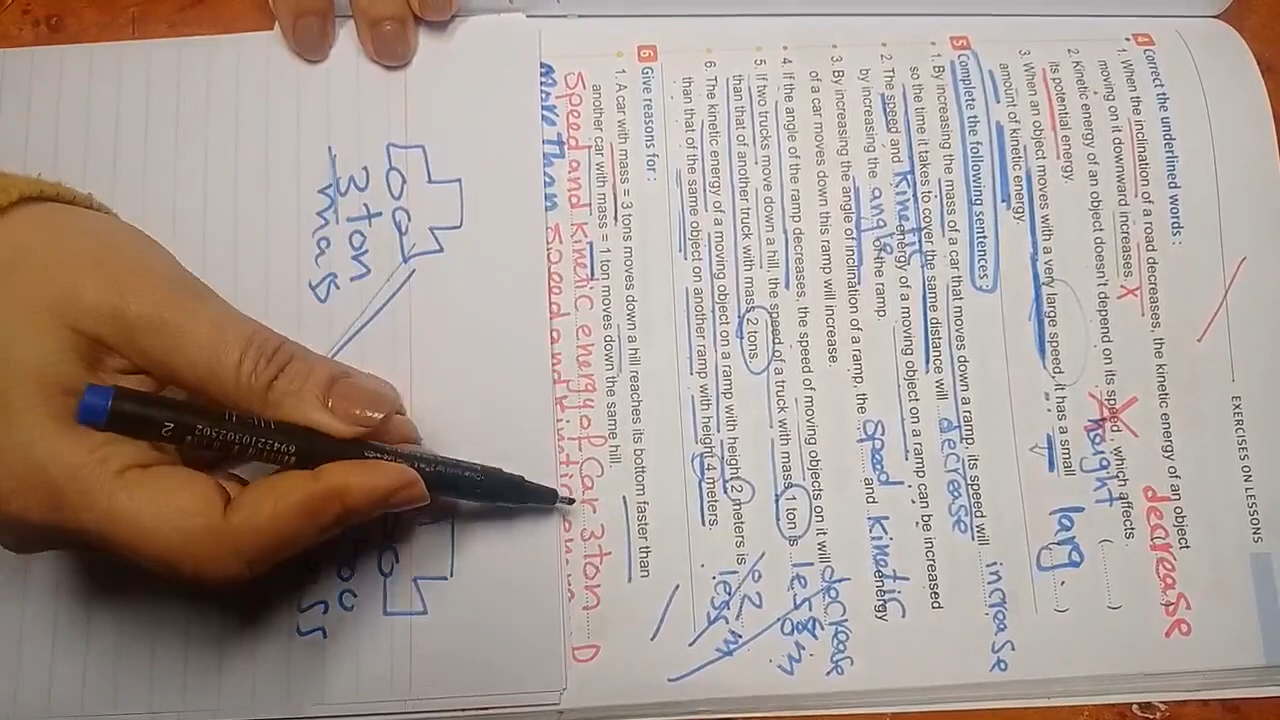 EXERCISES ON LESSONS
4 Correct the underlined words :
1. When the inclination of a road decreases, the kinetic energy of an object
moving on it downward increases. X decrease
2. Kinetic energy of an object doesn't depend on its speed, which affects
its potential energy. height (..........)
3. When an object moves with a very large speed, it has a small
amount of kinetic energy. larg (..........)
5 Complete the following sentences :
1. By increasing the mass of a car that moves down a ramp, its speed will increase
so the time it takes to cover the same distance will decrease
2. The speed and kinetic energy of a moving object on a ramp can be increased
by increasing the angle of the ramp.
3. By increasing the angle of inclination of a ramp, the speed and kinetic energy
of a car moves down this ramp will increase.
4. If the angle of the ramp decreases, the speed of moving objects on it will decrease
5. If two trucks move down a hill, the speed of a truck with mass 1 ton is less
than that of another truck with mass 2 tons.
6. The kinetic energy of a moving object on a ramp with height 2 meters is less
than that of the same object on another ramp with height 4 meters.
6 Give reasons for :
1. A car with mass = 3 tons moves down a hill reaches its bottom faster than
another car with mass = 1 ton moves down the same hill.
Speed and kinetic energy of Car 3 ton
more than speed and kinetic
3 ton
mass
6942210302502
2